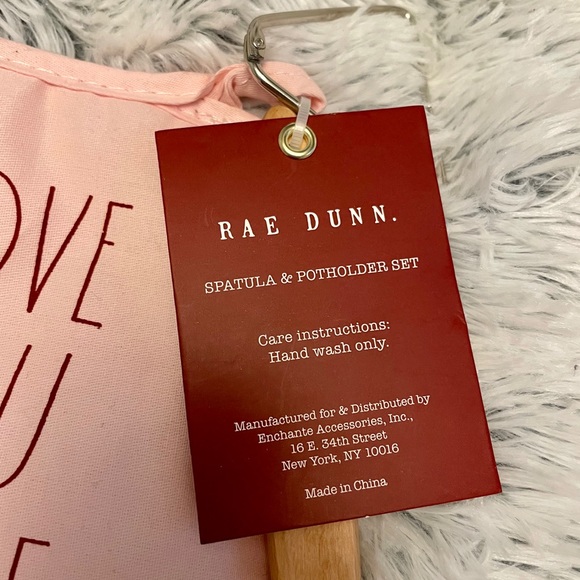 OVE
U
E
RAE DUNN.
SPATULA & POTHOLDER SET
Care instructions:
Hand wash only.
Manufactured for & Distributed by
Enchante Accessories, Inc.,
16 E. 34th Street
New York, NY 10016
Made in China